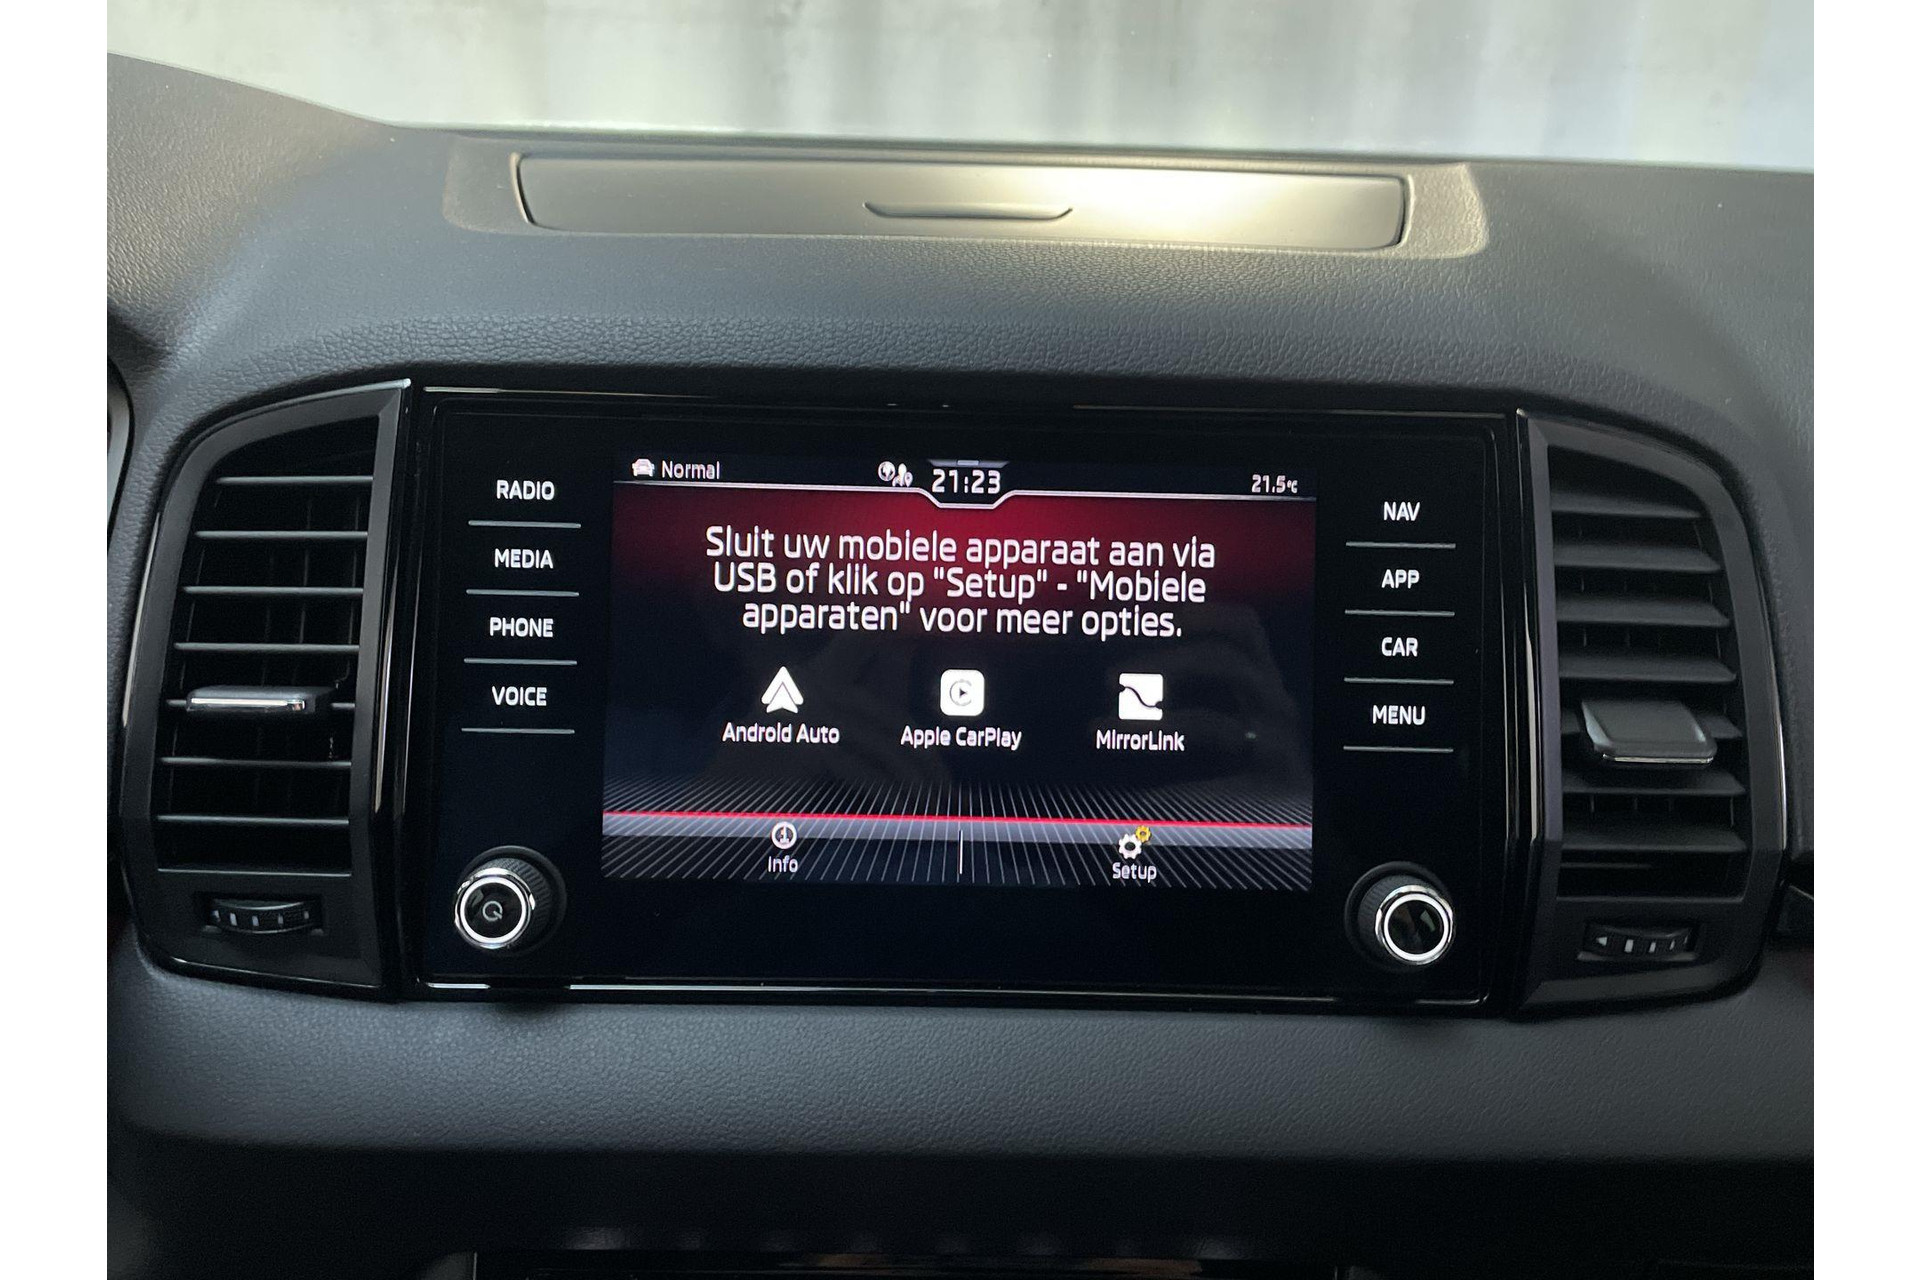 Normal
21:23
21.5°C
RADIO
MEDIA
PHONE
VOICE
Sluit uw mobiele apparaat aan via
USB of klik op "Setup" - "Mobiele
apparaten" voor meer opties.
Android Auto
Apple CarPlay
MirrorLink
Info
Setup
NAV
APP
CAR
MENU